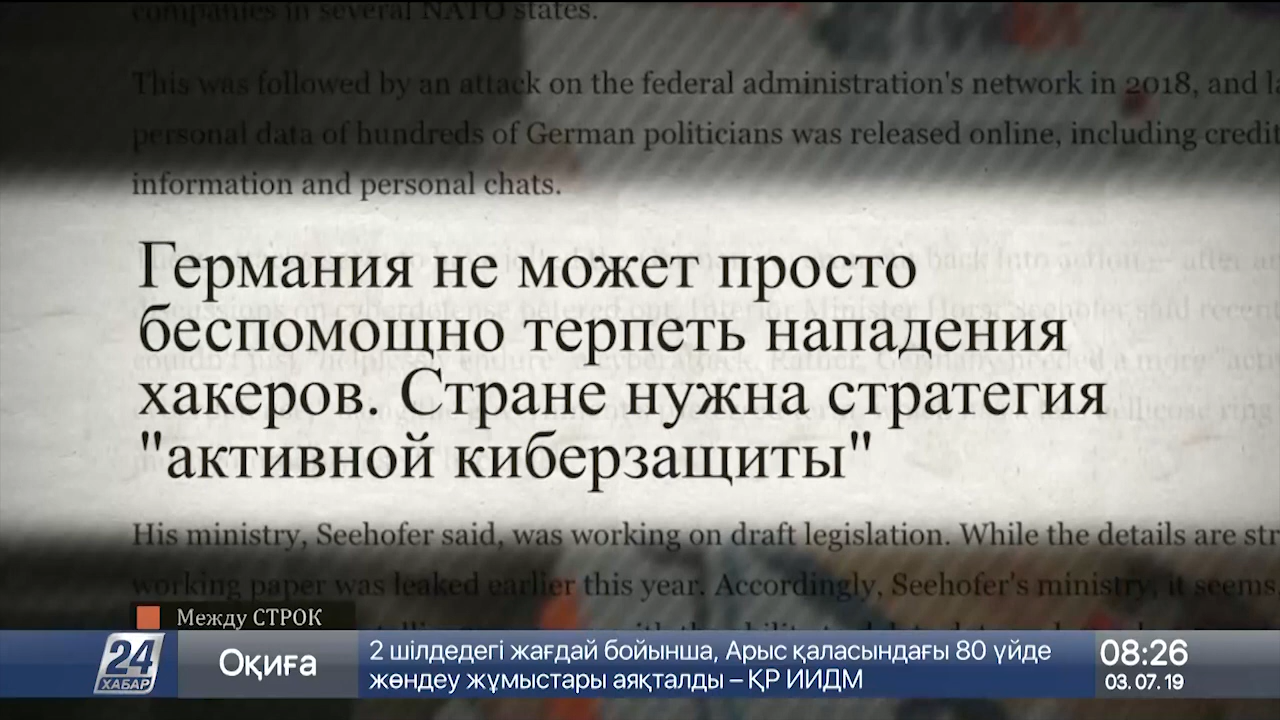 companies in several NATO states.
This was followed by an attack on the federal administration's network in 2018, and
personal data of hundreds of German politicians was released online, including credit
information and personal chats.
Германия не может просто
беспомощно терпеть нападения
хакеров. Стране нужна стратегия
"активной киберзащиты"
His ministry, Seehofer said, was working on draft legislation. While the details are
working paper was leaked earlier this year. Accordingly, Seehofer's ministry, it seems
Между СТРОК
24
ХАБАР
Оқиға
2 шілдедегі жағдай бойынша, Арыс қаласындағы 80 үйде
жөндеу жұмыстары аяқталды – ҚР ИИДМ
08:26
03.07.19